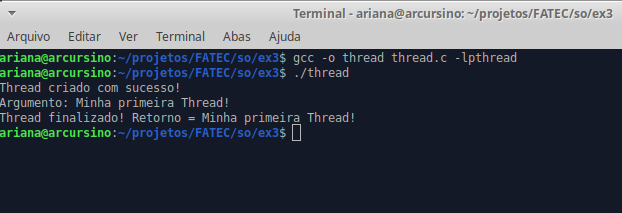 Terminal - ariana@arcursino: ~/projetos/FATEC/so/ex3
Arquivo Editar Ver Terminal Abas Ajuda
ariana@arcursino:~/projetos/FATEC/so/ex3$ gcc -o thread thread.c -lpthread
ariana@arcursino:~/projetos/FATEC/so/ex3$ ./thread
Thread criado com sucesso!
Argumento: Minha primeira Thread!
Thread finalizado! Retorno = Minha primeira Thread!
ariana@arcursino:~/projetos/FATEC/so/ex3$